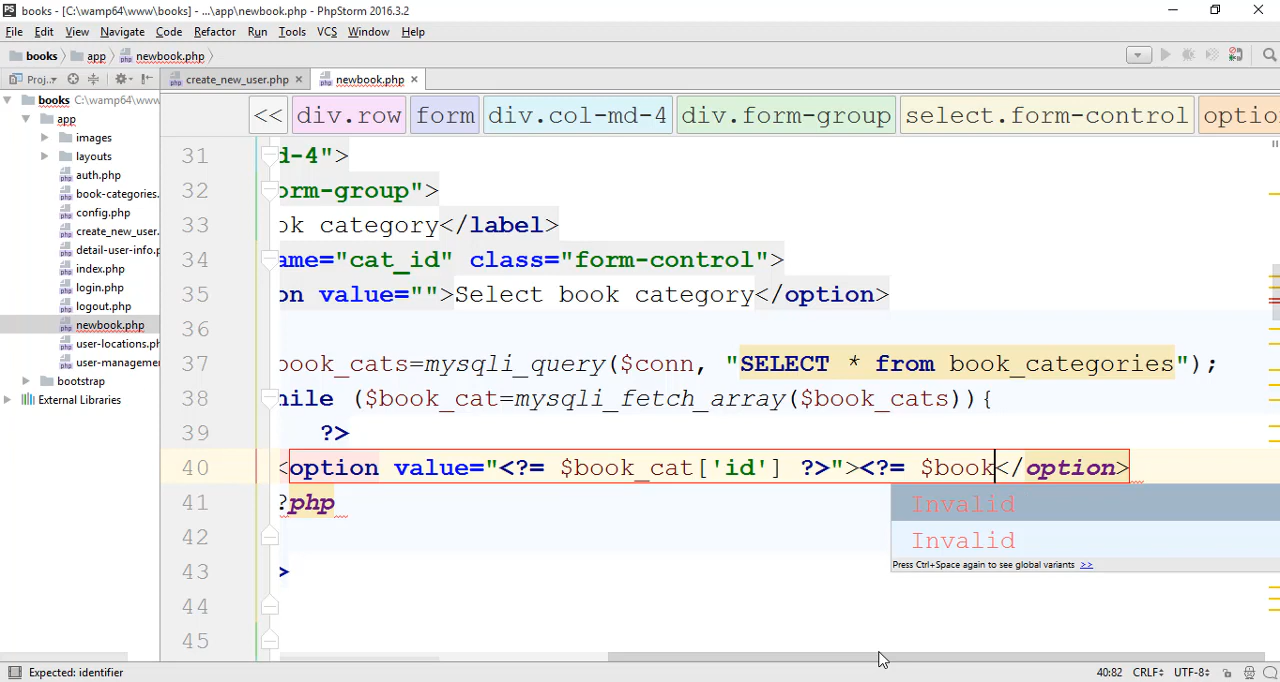 PS books - [C:\wamp64\www\books] - ...\app\newbook.php - PhpStorm 2016.3.2
File Edit View Navigate Code Refactor Run Tools VCS Window Help
books app newbook.php
Proj.. create_new_user.php newbook.php
books C:\wamp64\www
app
images
layouts
auth.php
book-categories.
config.php
create_new_user.
detail-user-info.p
index.php
login.php
logout.php
newbook.php
user-locations.ph
user-managemen
bootstrap
External Libraries
<< div.row form div.col-md-4 div.form-group select.form-control optio
31 d-4">
32 orm-group">
33 ok category</label>
34 ame="cat_id" class="form-control">
35 on value="">Select book category</option>
36
37 book_cats=mysqli_query($conn, "SELECT * from book_categories");
38 hile ($book_cat=mysqli_fetch_array($book_cats)){
39 ?>
40 <option value="<?= $book_cat['id'] ?>"><?= $book</option>
41 ?php
42
43 >
44
45
Invalid
Invalid
Press Ctrl+Space again to see global variants >>
Expected: identifier 40:82 CRLF UTF-8